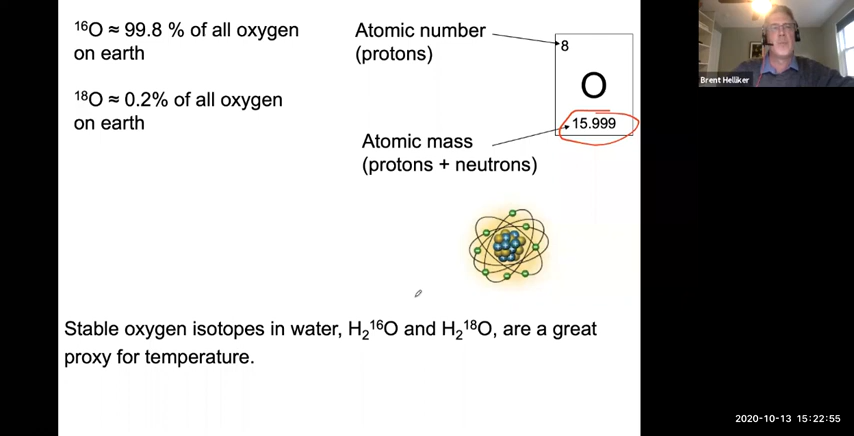 ¹⁶O ≈ 99.8 % of all oxygen
on earth
¹⁸O ≈ 0.2% of all oxygen
on earth
Atomic number
(protons)
8
O
15.999
Atomic mass
(protons + neutrons)
Stable oxygen isotopes in water, H₂¹⁶O and H₂¹⁸O, are a great
proxy for temperature.
Brent Helliker
2020-10-13 15:22:55